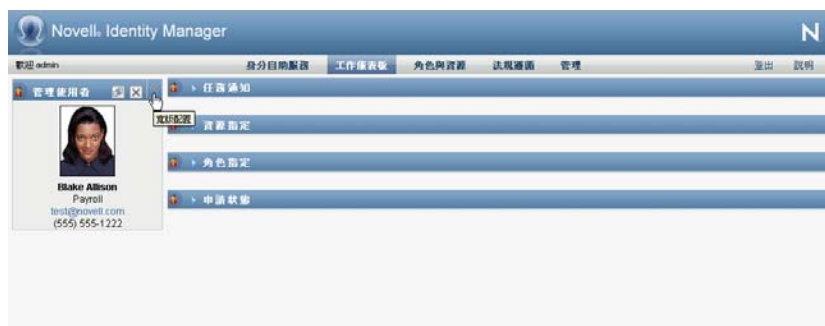 Novell® Identity Manager
N
歡迎 admin
身分自助服務 工作儀表板 角色與資源 法規遵循 管理 登出 說明
管理使用者
任務通知
資源指定
角色指定
申請狀態
Blake Allison
Payroll
test@novell.com
(555) 555-1222